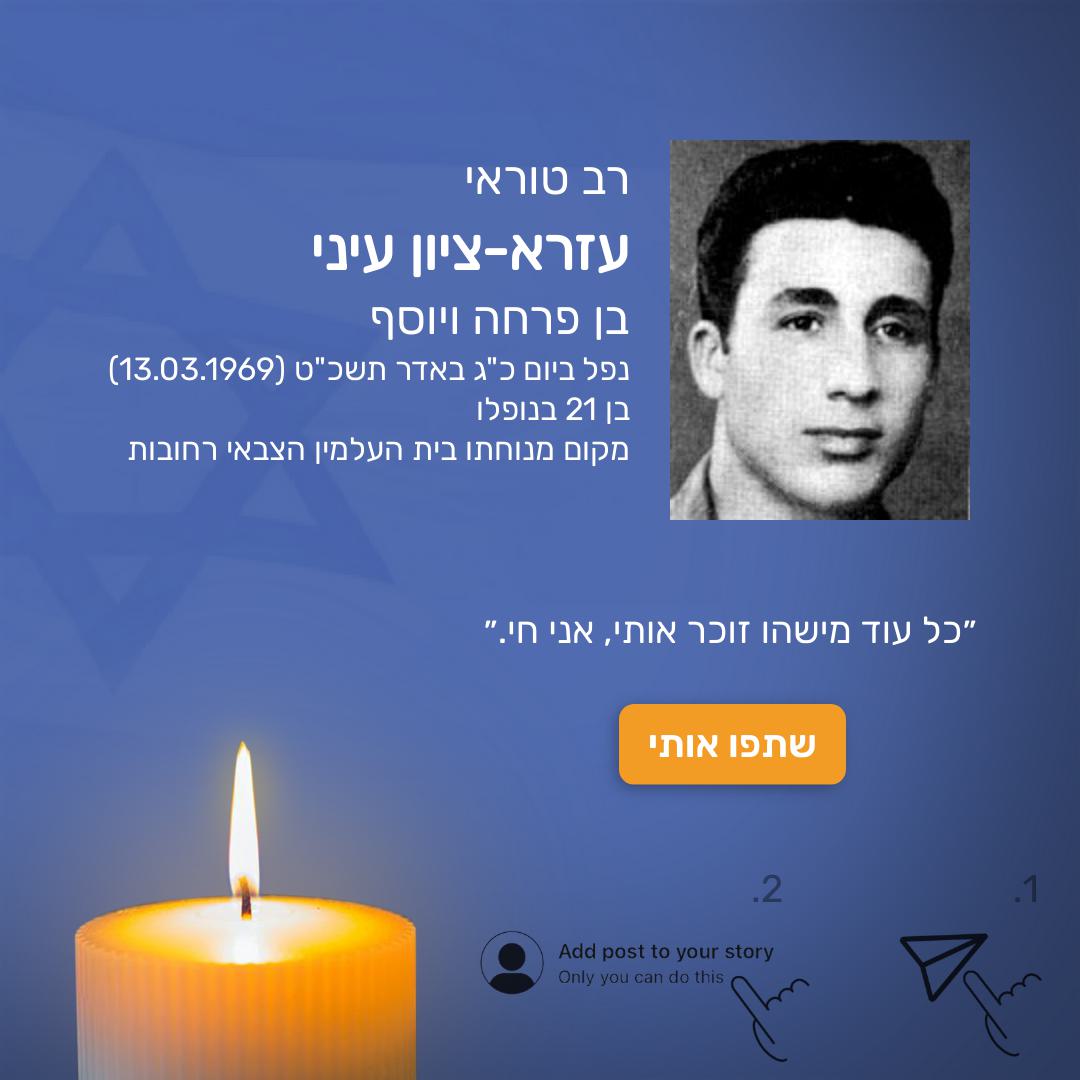 רב טוראי
עזרא-ציון עיני
בן פרחה ויוסף
נפל ביום כ"ג באדר תשכ"ט (13.03.1969)
בן 21 בנופלו
מקום מנוחתו בית העלמין הצבאי רחובות
״כל עוד מישהו זוכר אותי, אני חי.״
שתפו אותי
1.
2.
Add post to your story
Only you can do this